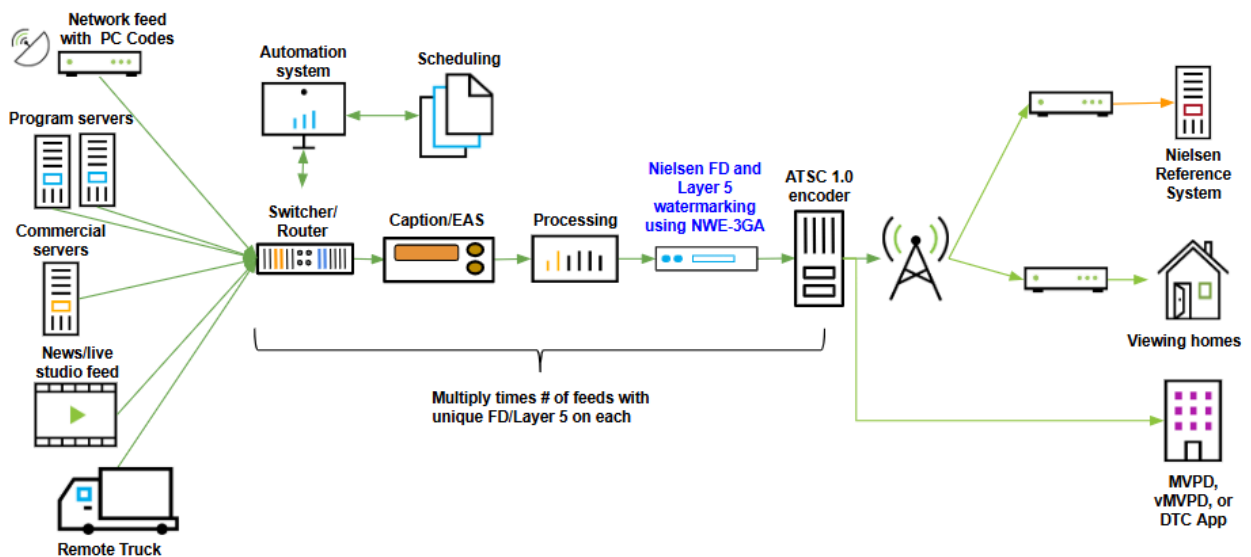 Network feed
with PC Codes
Automation
system
Scheduling
Program servers
Nielsen
Reference
System
Nielsen FD and
Layer 5
watermarking
using NWE-3GA
ATSC 1.0
encoder
Switcher/
Router
Caption/EAS
Processing
Commercial
servers
Viewing homes
News/live
studio feed
Multiply times # of feeds with
unique FD/Layer 5 on each
MVPD,
vMVPD, or
DTC App
Remote Truck